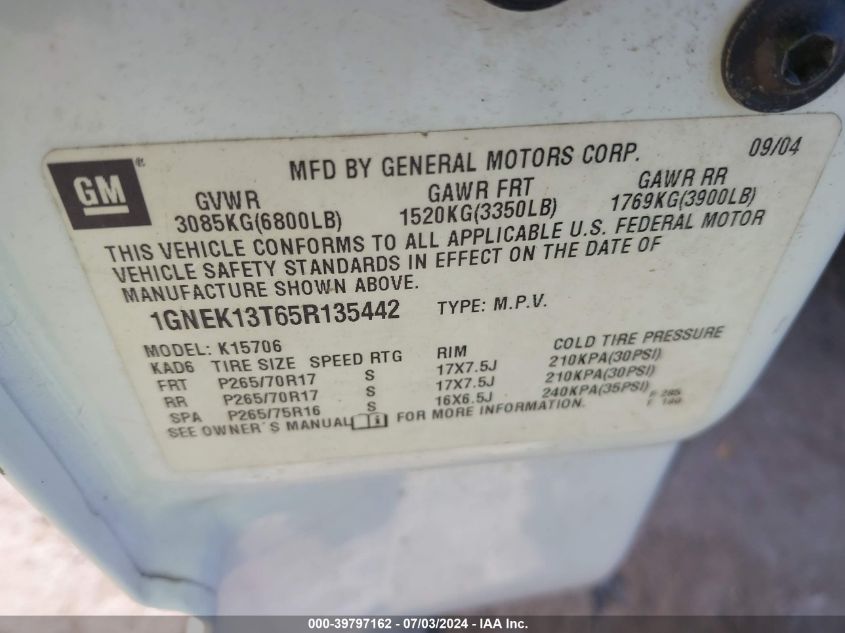 GM ®
MFD BY GENERAL MOTORS CORP. 09/04
GVWR GAWR FRT GAWR RR
3085KG(6800LB) 1520KG(3350LB) 1769KG(3900LB)
THIS VEHICLE CONFORMS TO ALL APPLICABLE U.S. FEDERAL MOTOR
VEHICLE SAFETY STANDARDS IN EFFECT ON THE DATE OF
MANUFACTURE SHOWN ABOVE.
1GNEK13T65R135442 TYPE: M.P.V.
MODEL: K15706
KAD6 TIRE SIZE SPEED RTG RIM COLD TIRE PRESSURE
FRT P265/70R17 S 17X7.5J 210KPA(30PSI)
RR P265/70R17 S 17X7.5J 210KPA(30PSI)
SPA P265/75R16 S 16X6.5J 240KPA(35PSI)
SEE OWNER'S MANUAL FOR MORE INFORMATION.
000-39797162 - 07/03/2024 - IAA Inc.